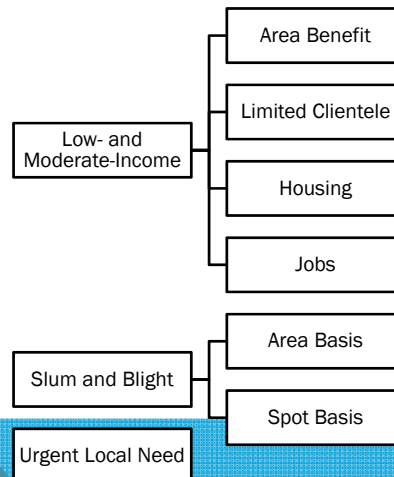 Low- and
Moderate-Income
Area Benefit
Limited Clientele
Housing
Jobs
Slum and Blight
Area Basis
Spot Basis
Urgent Local Need